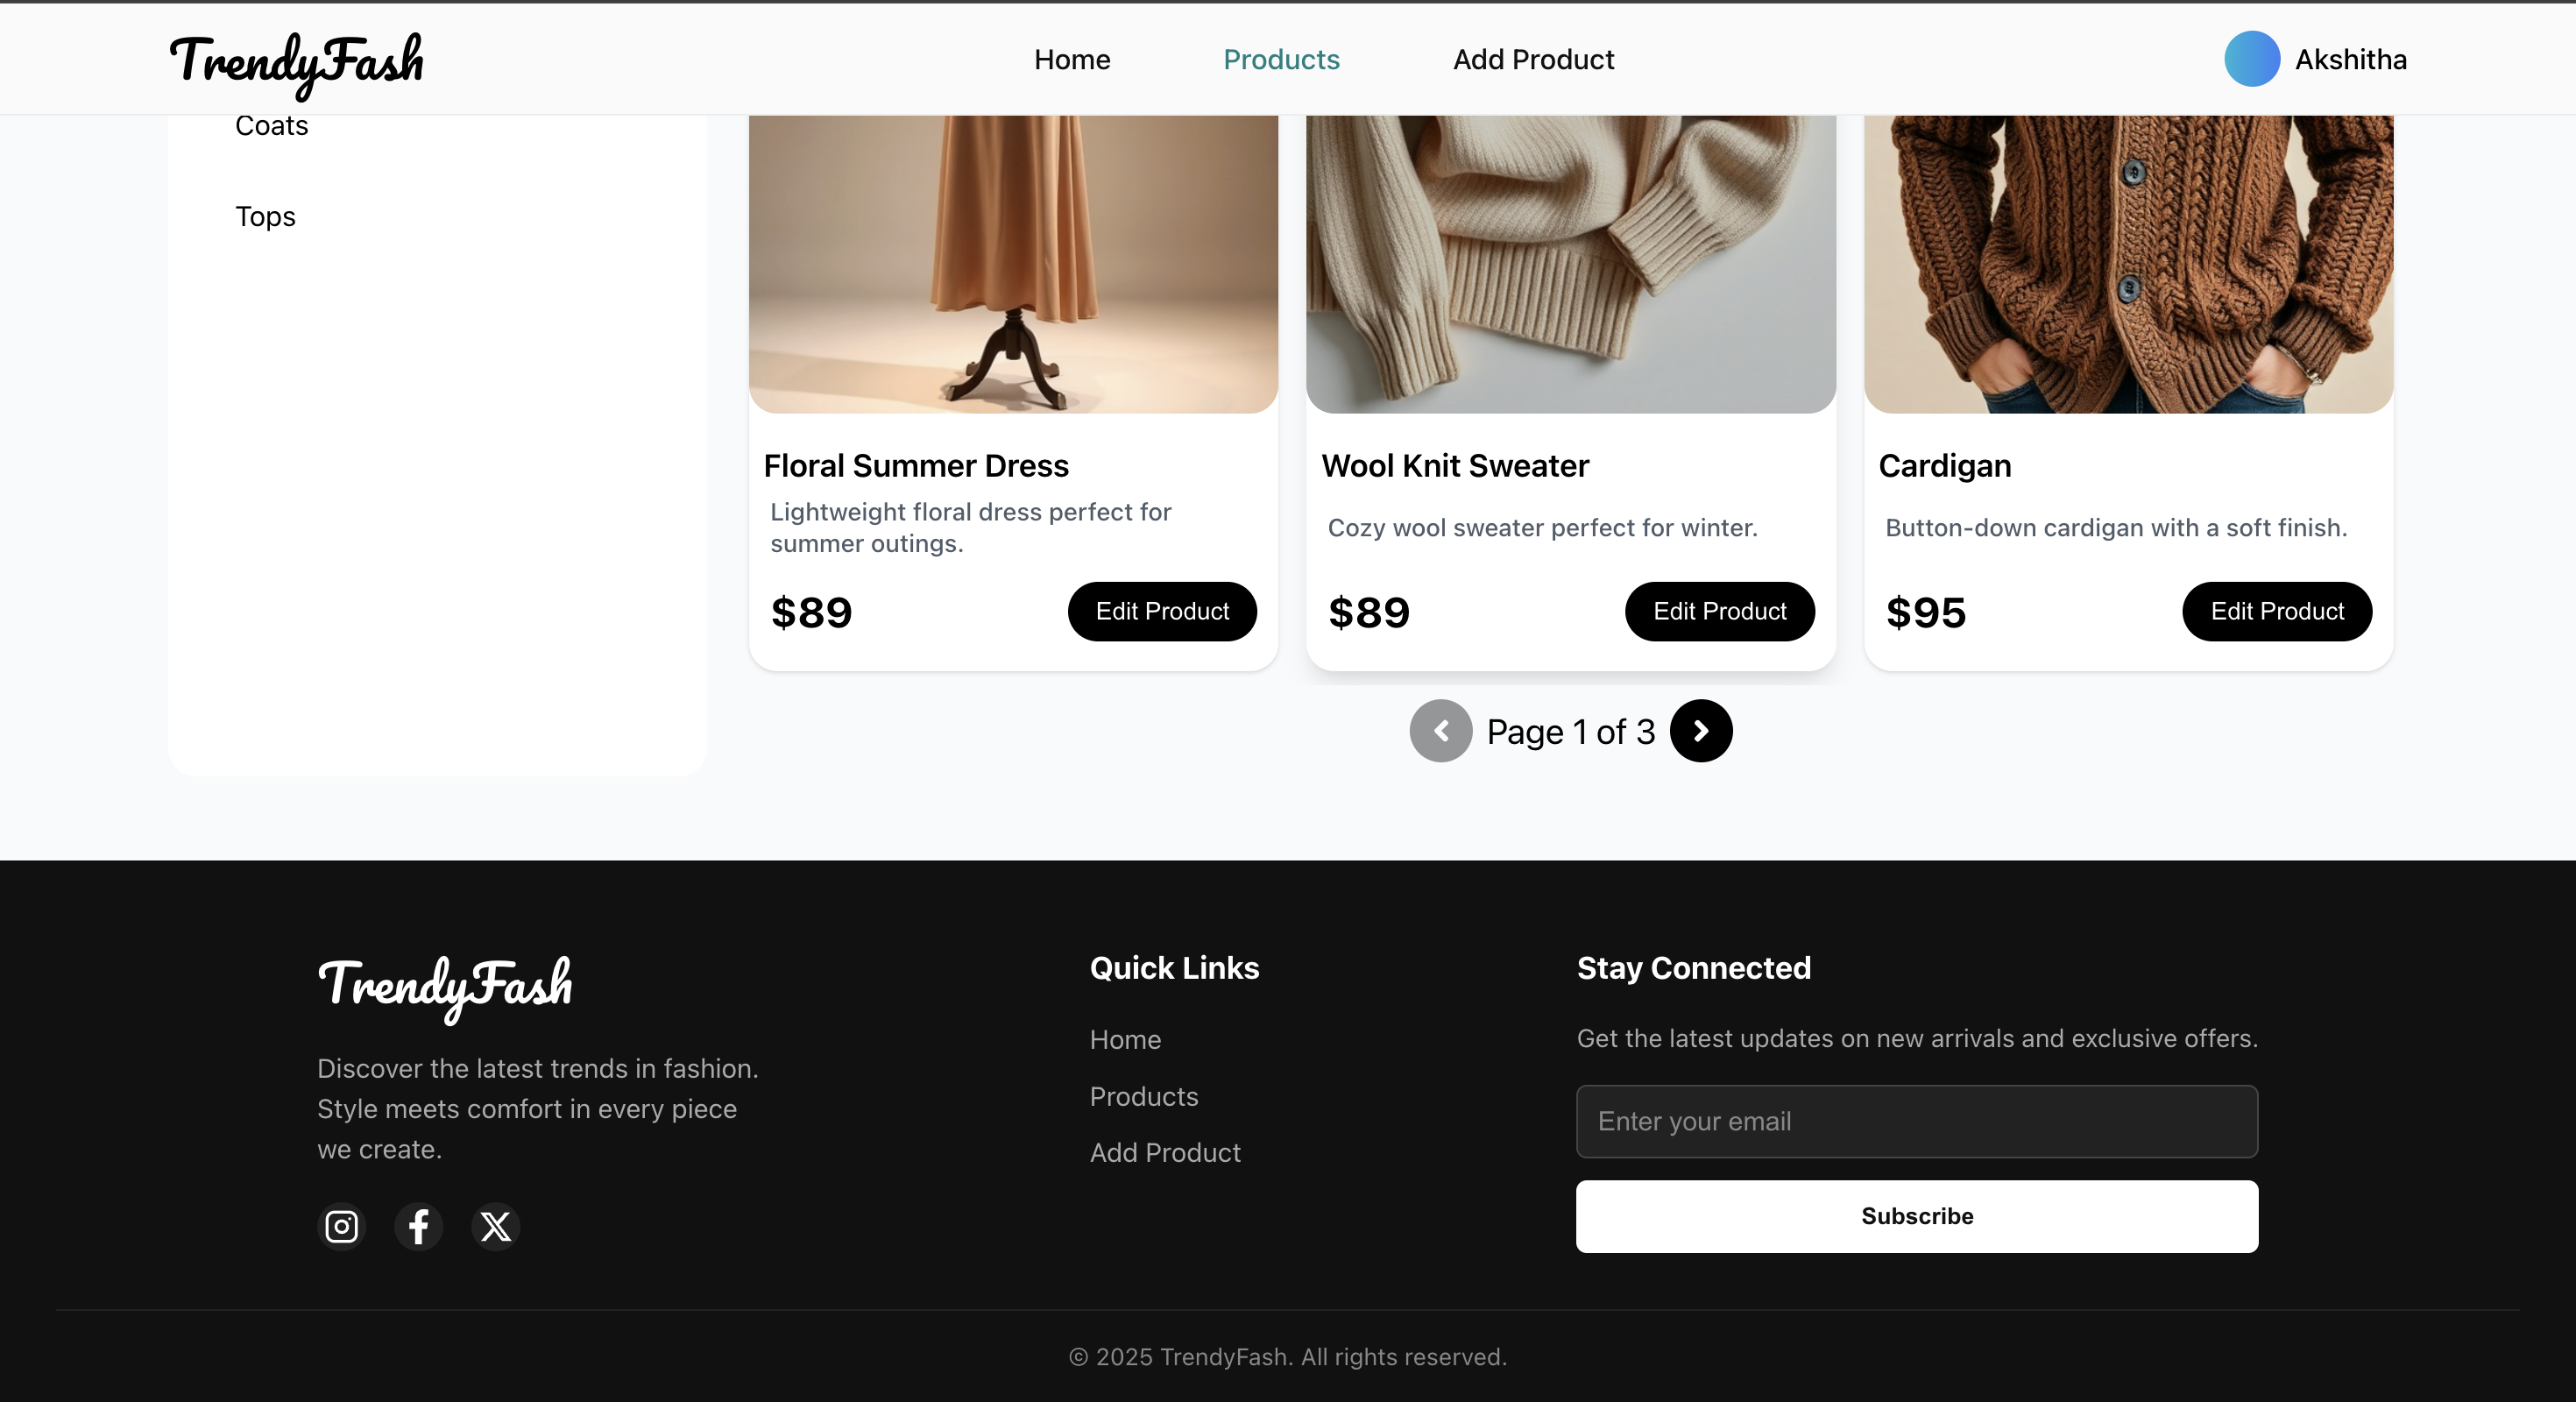 TrendyFash
Home
Products
Add Product
Akshitha
Coats
Tops
Floral Summer Dress
Lightweight floral dress perfect for
summer outings.
$89
Edit Product
Wool Knit Sweater
Cozy wool sweater perfect for winter.
$89
Edit Product
Cardigan
Button-down cardigan with a soft finish.
$95
Edit Product
Page 1 of 3
TrendyFash
Discover the latest trends in fashion.
Style meets comfort in every piece
we create.
Quick Links
Home
Products
Add Product
Stay Connected
Get the latest updates on new arrivals and exclusive offers.
Enter your email
Subscribe
© 2025 TrendyFash. All rights reserved.